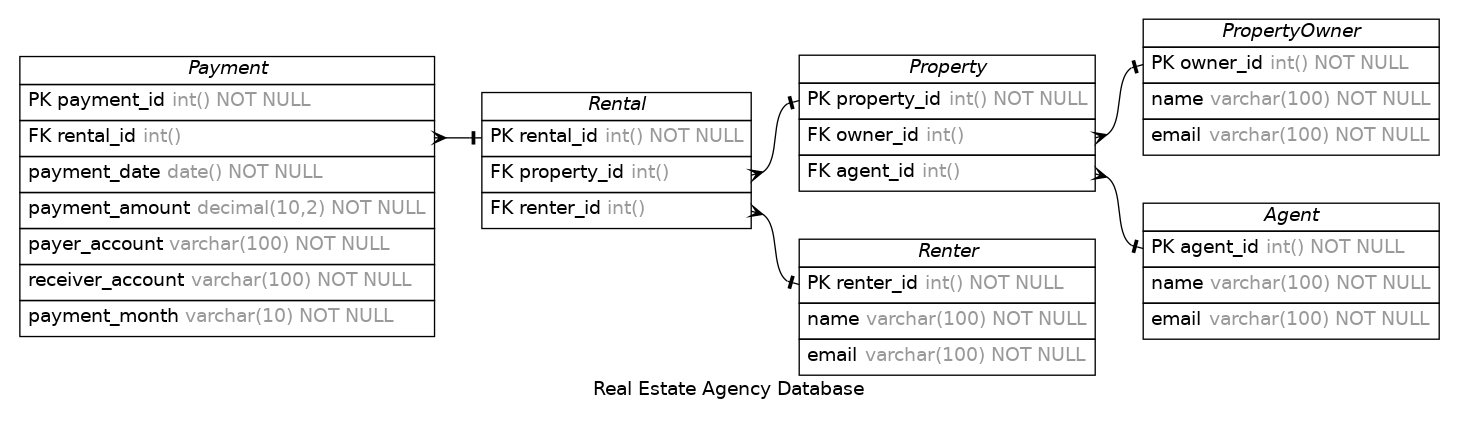 Payment
PK payment_id int() NOT NULL
FK rental_id int()
payment_date date() NOT NULL
payment_amount decimal(10,2) NOT NULL
payer_account varchar(100) NOT NULL
receiver_account varchar(100) NOT NULL
payment_month varchar(10) NOT NULL
Rental
PK rental_id int() NOT NULL
FK property_id int()
FK renter_id int()
Property
PK property_id int() NOT NULL
FK owner_id int()
FK agent_id int()
Renter
PK renter_id int() NOT NULL
name varchar(100) NOT NULL
email varchar(100) NOT NULL
PropertyOwner
PK owner_id int() NOT NULL
name varchar(100) NOT NULL
email varchar(100) NOT NULL
Agent
PK agent_id int() NOT NULL
name varchar(100) NOT NULL
email varchar(100) NOT NULL
Real Estate Agency Database